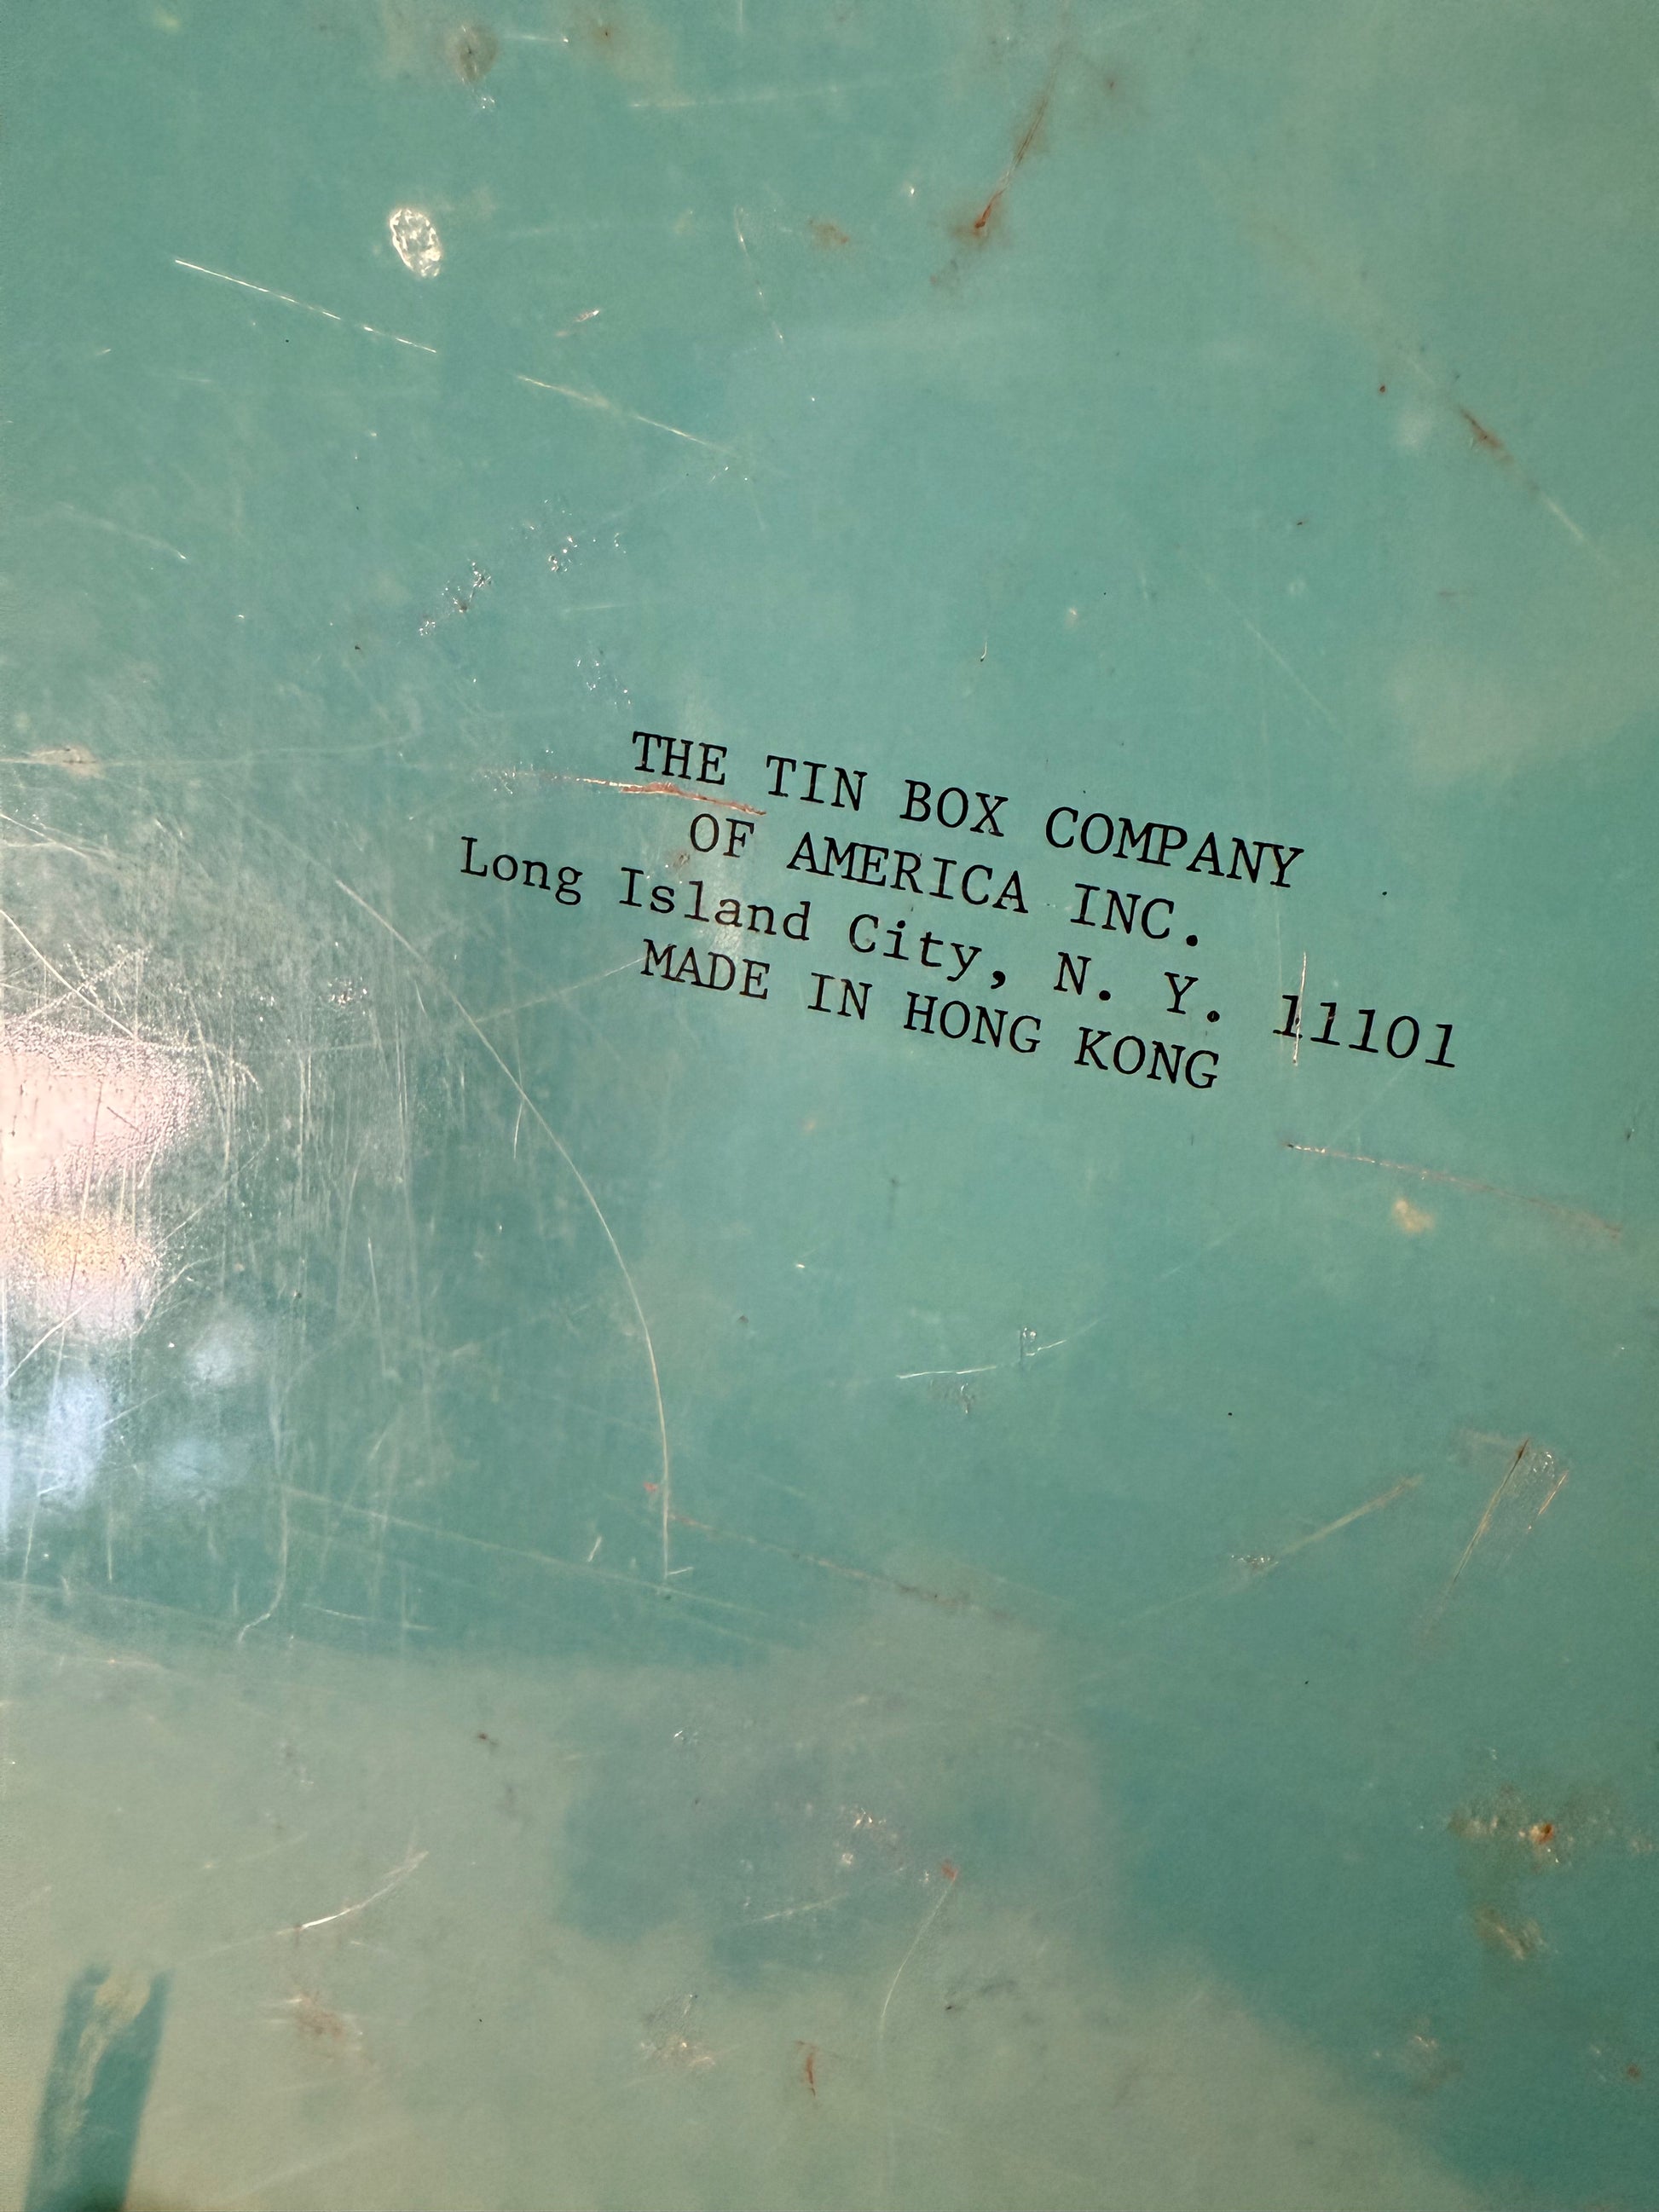 THE TIN BOX COMPANY
OF AMERICA INC.
Long Island City, N. Y. 11101
MADE IN HONG KONG